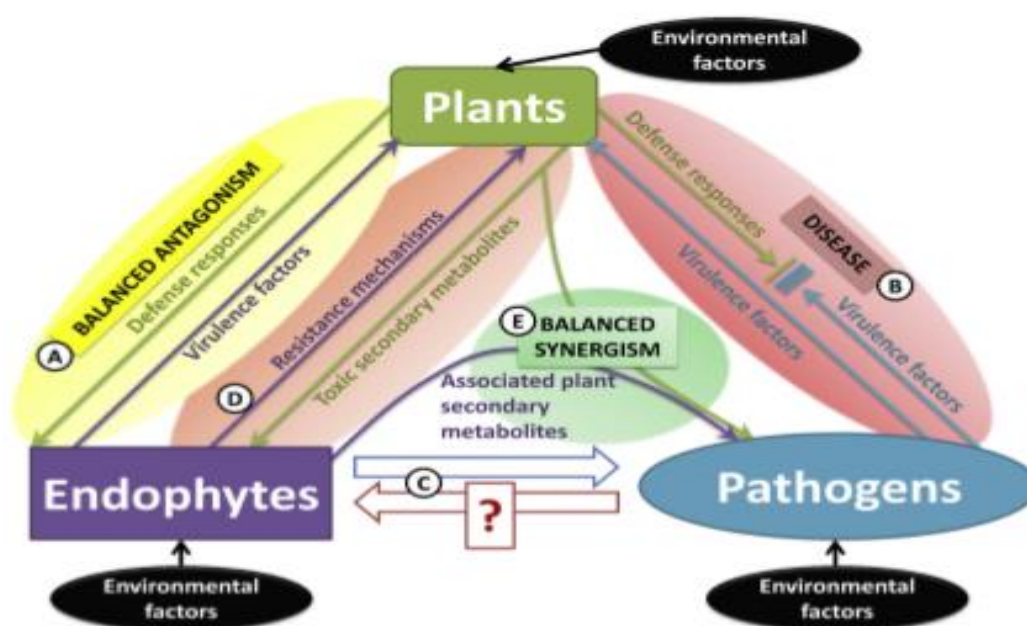 Environmental
factors
Plants
BALANCED ANTAGONISM
Defense responses
Virulence factors
A
Resistance mechanisms
Toxic secondary metabolites
D
Defense responses
DISEASE
B
Virulence factors
Virulence factors
E
BALANCED
SYNERGISM
Associated plant
secondary
metabolites
C
?
Endophytes
Pathogens
Environmental
factors
Environmental
factors